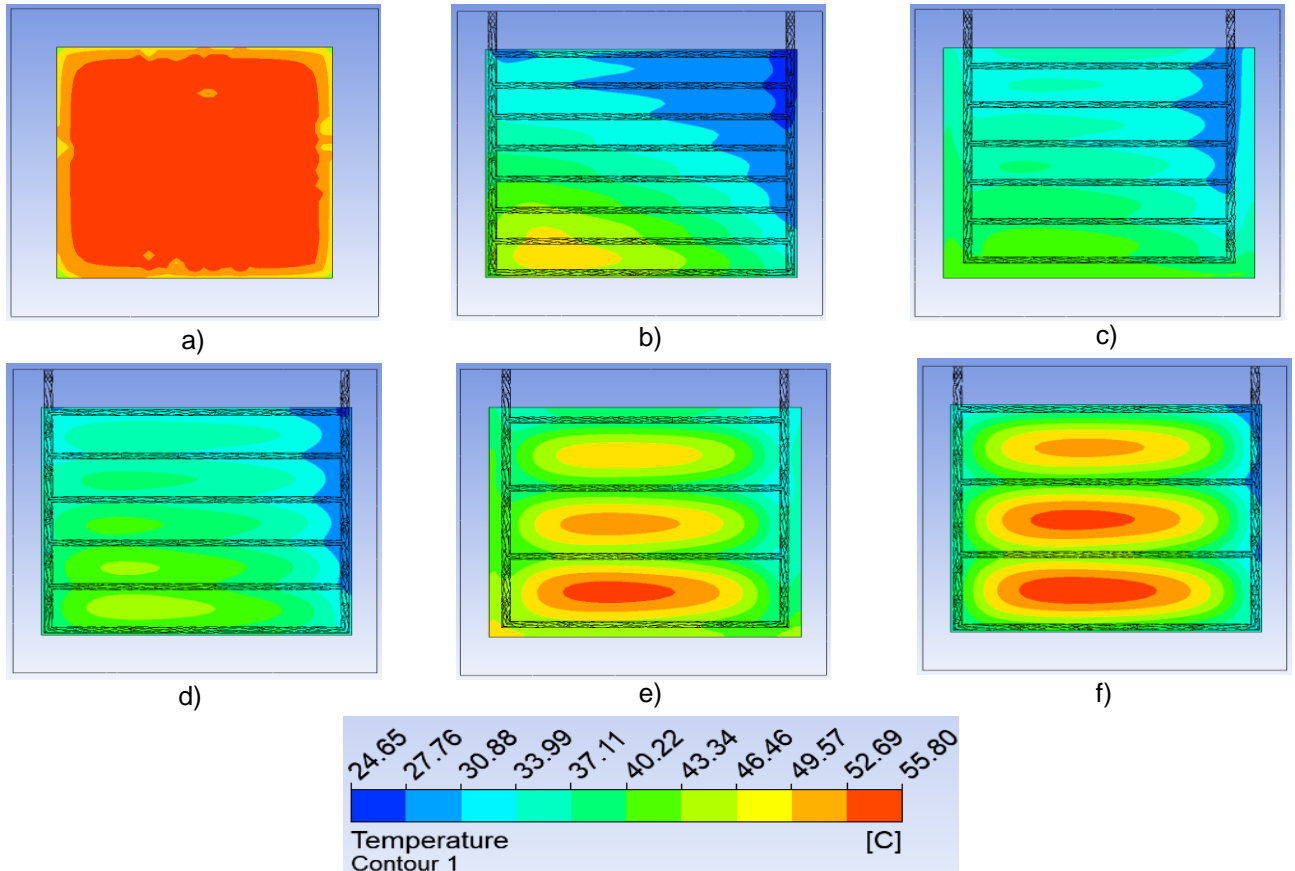 a)
b)
c)
d)
e)
f)
24.65 27.76 30.88 33.99 37.11 40.22 43.34 46.46 49.57 52.69 55.80
Temperature [C]
Contour 1